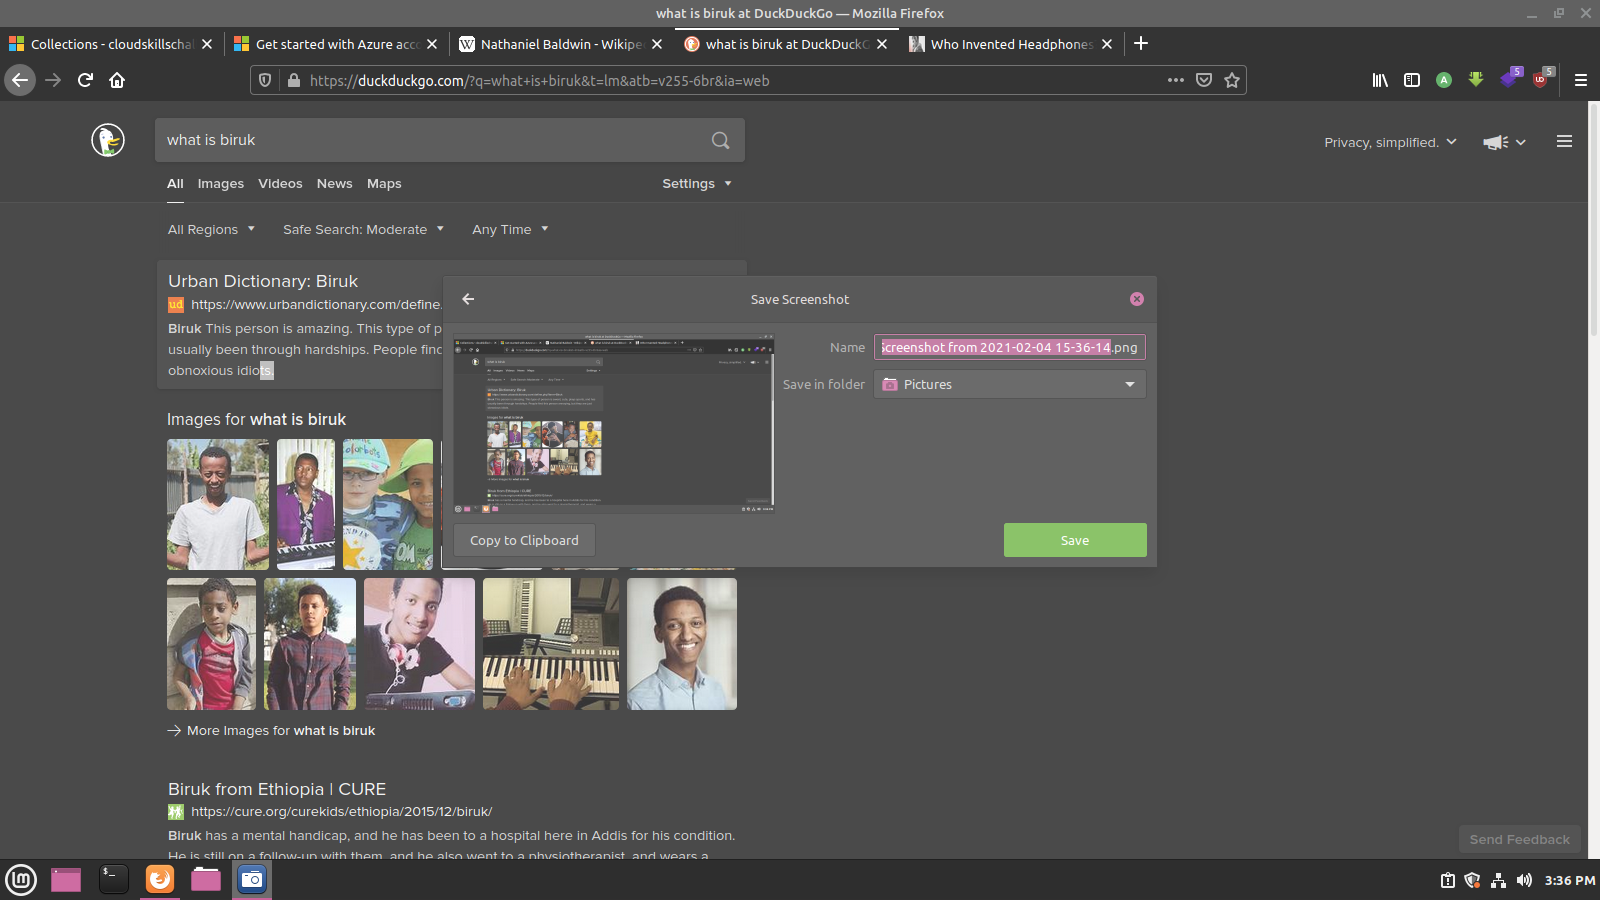 what is biruk at DuckDuckGo — Mozilla Firefox
Collections - cloudskillschal
Get started with Azure acco
Nathaniel Baldwin - Wikipe
what is biruk at DuckDuckG
Who Invented Headphones
https://duckduckgo.com/?q=what+is+biruk&t=lm&atb=v255-6br&ia=web
5
5
what is biruk
Privacy, simplified.
All Images Videos News Maps
Settings
All Regions
Safe Search: Moderate
Any Time
Urban Dictionary: Biruk
ud https://www.urbandictionary.com/define.
Biruk This person is amazing. This type of p
usually been through hardships. People find
obnoxious idiots.
Save Screenshot
Name Screenshot from 2021-02-04 15-36-14.png
Save in folder Pictures
Copy to Clipboard
Save
Images for what is biruk
More Images for what is biruk
Biruk from Ethiopia | CURE
https://cure.org/curekids/ethiopia/2015/12/biruk/
Biruk has a mental handicap, and he has been to a hospital here in Addis for his condition.
He is still on a follow-up with them, and he also went to a physiotherapist, and wears a
Send Feedback
3:36 PM